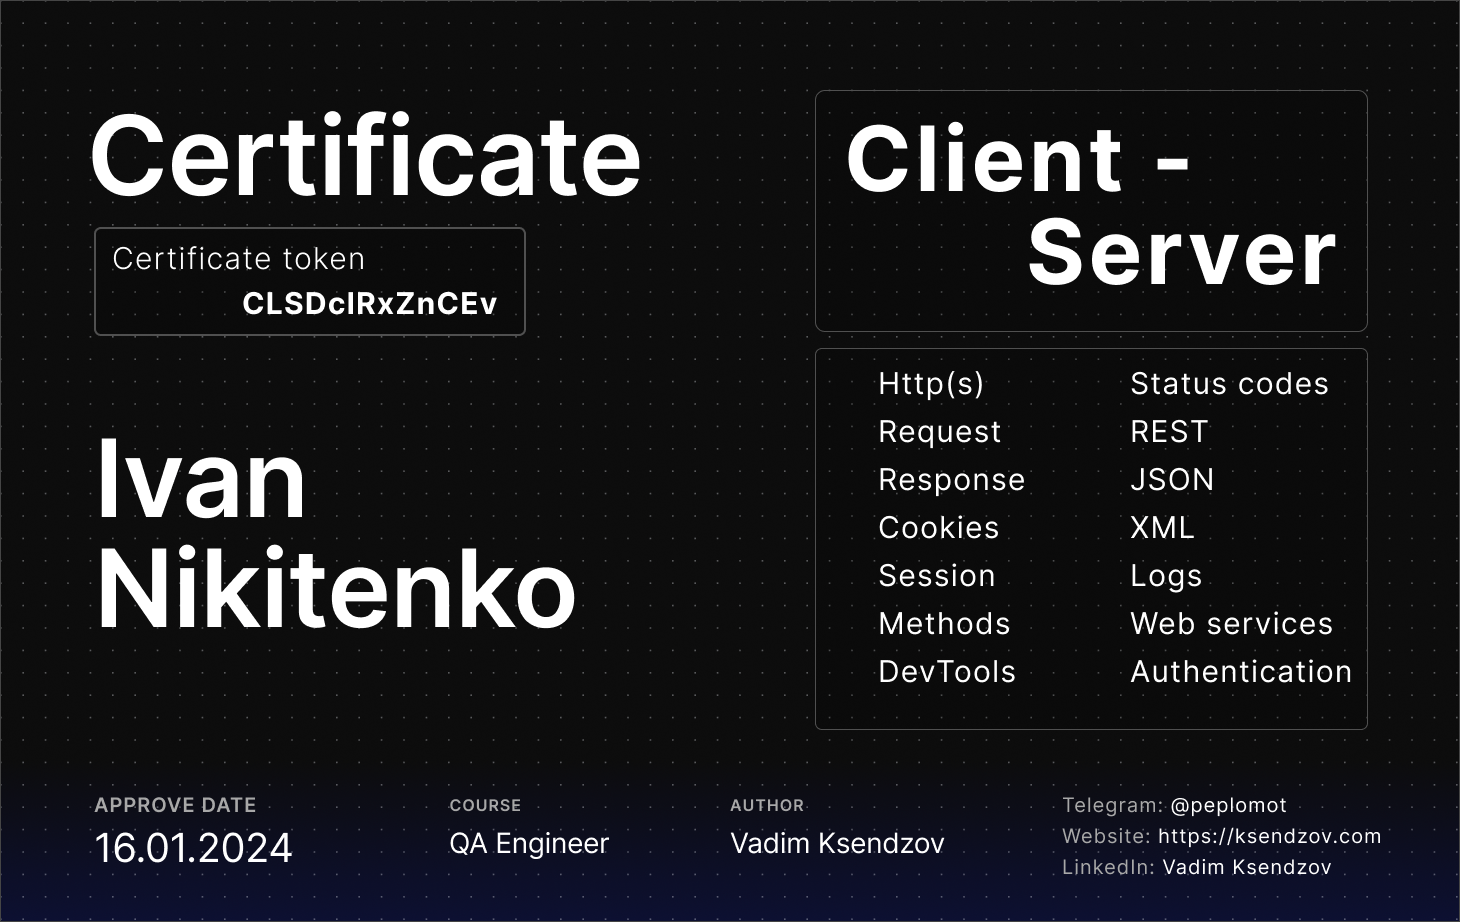 Certificate
Certificate token
CLSDclRxZnCEv
Ivan
Nikitenko
Client -
Server
Http(s)
Request
Response
Cookies
Session
Methods
DevTools
Status codes
REST
JSON
XML
Logs
Web services
Authentication
APPROVE DATE
16.01.2024
COURSE
QA Engineer
AUTHOR
Vadim Ksendzov
Telegram: @peplomot
Website: https://ksendzov.com
LinkedIn: Vadim Ksendzov